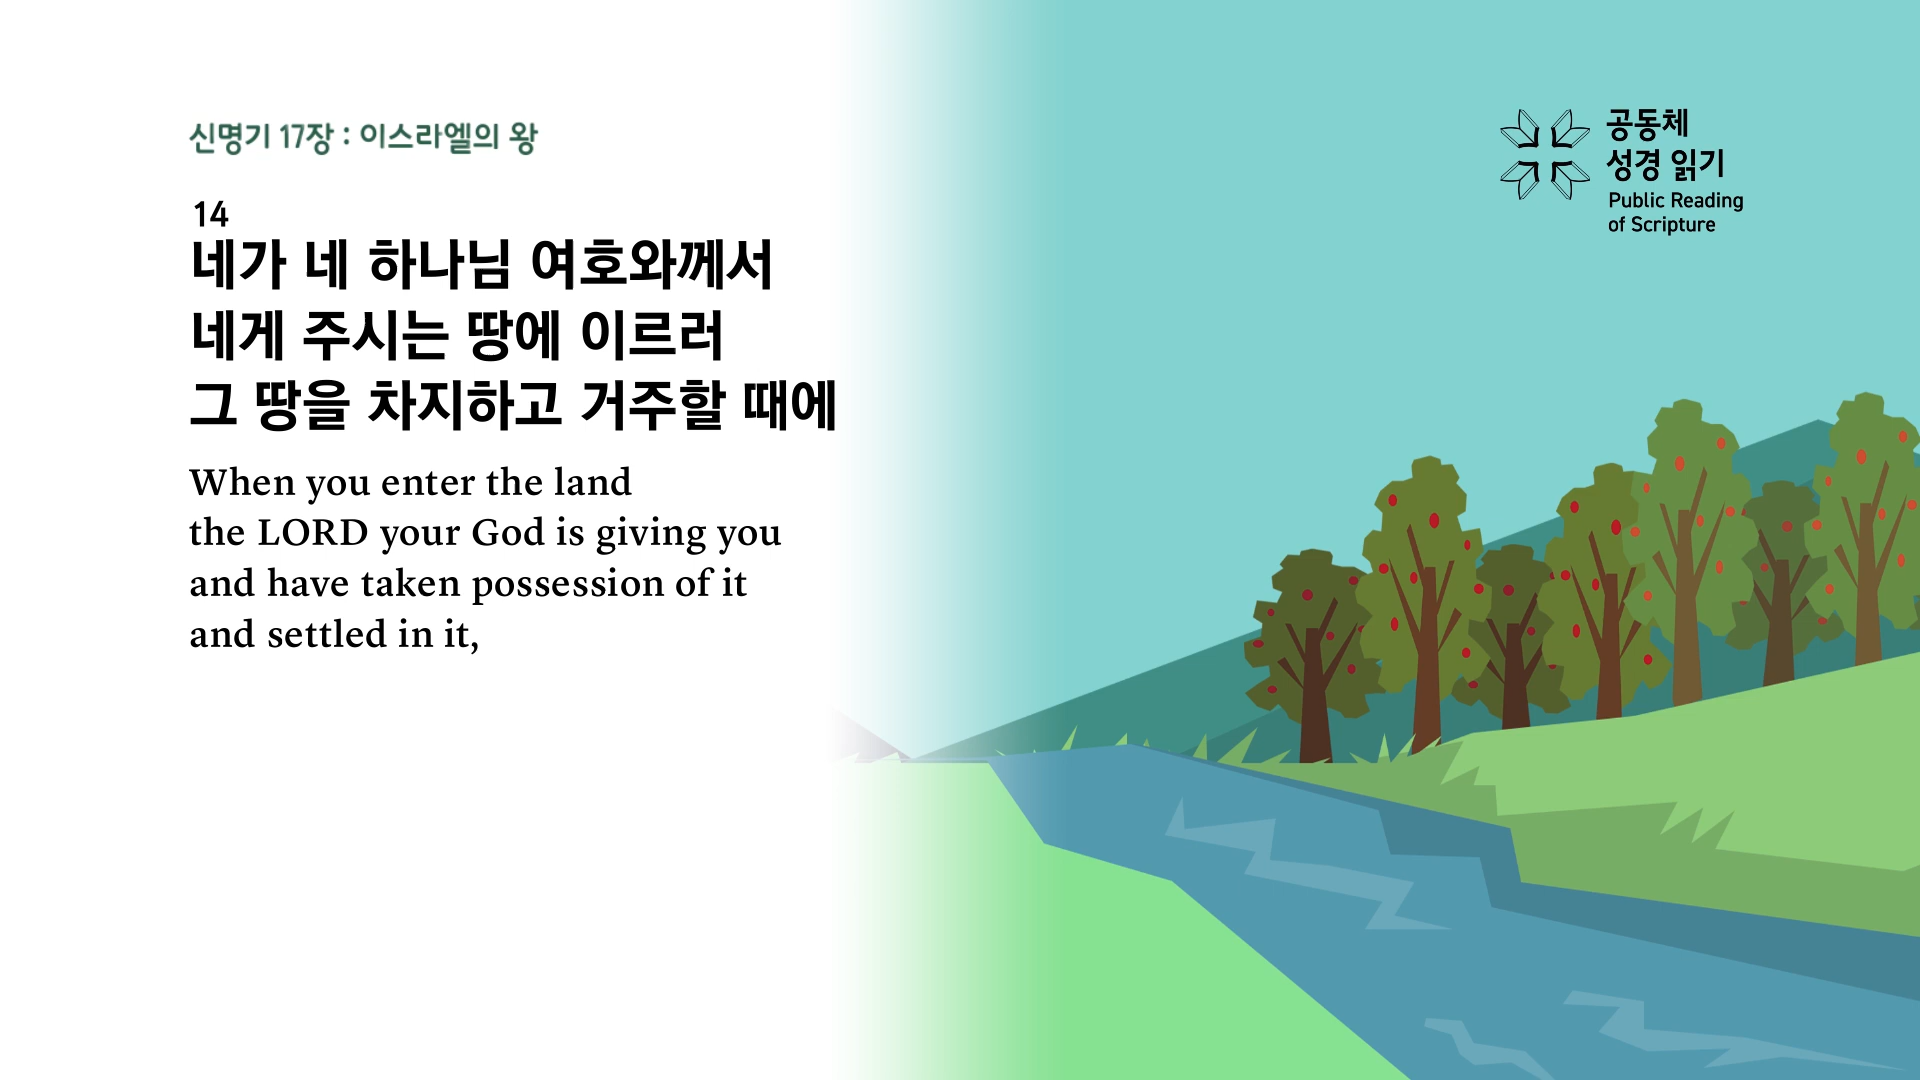 신명기 17장 : 이스라엘의 왕
14
네가 네 하나님 여호와께서
네게 주시는 땅에 이르러
그 땅을 차지하고 거주할 때에
When you enter the land
the LORD your God is giving you
and have taken possession of it
and settled in it,
공동체
성경 읽기
Public Reading
of Scripture